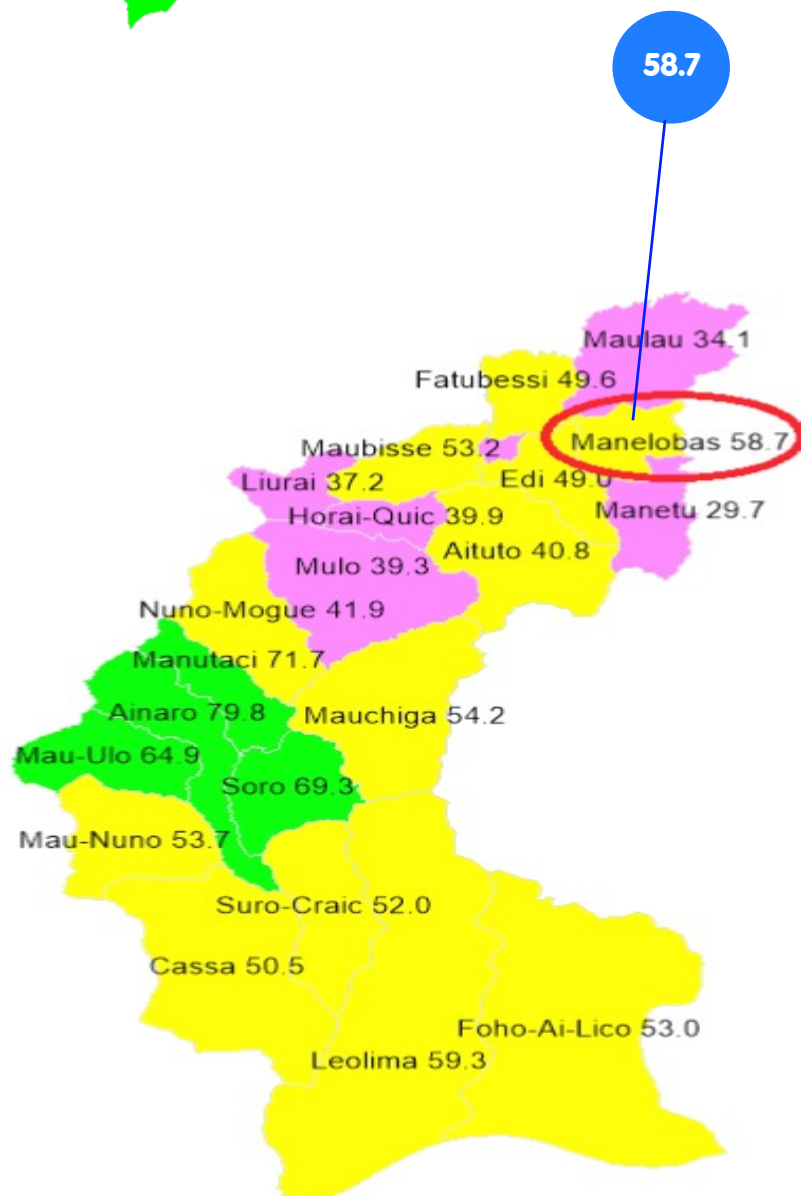 58.7
Maulau 34.1
Fatubessi 49.6
Manelobas 58.7
Maubisse 53.2
Edi 49.0
Liurai 37.2
Manetu 29.7
Horai-Quic 39.9
Aituto 40.8
Mulo 39.3
Nuno-Mogue 41.9
Manutaci 71.7
Ainaro 79.8
Mauchiga 54.2
Mau-Ulo 64.9
Soro 69.3
Mau-Nuno 53.7
Suro-Craic 52.0
Cassa 50.5
Foho-Ai-Lico 53.0
Leolima 59.3